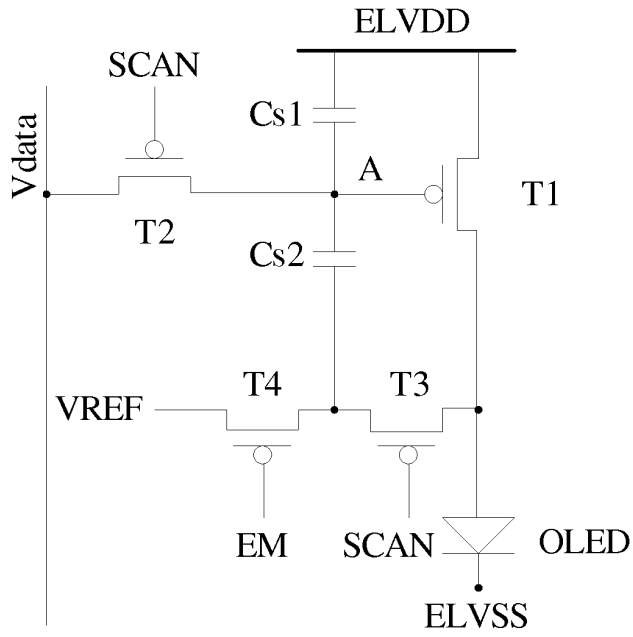 ELVDD
SCAN
Cs1
Vdata
A
T1
T2
Cs2
T4
T3
VREF
EM
SCAN
OLED
ELVSS